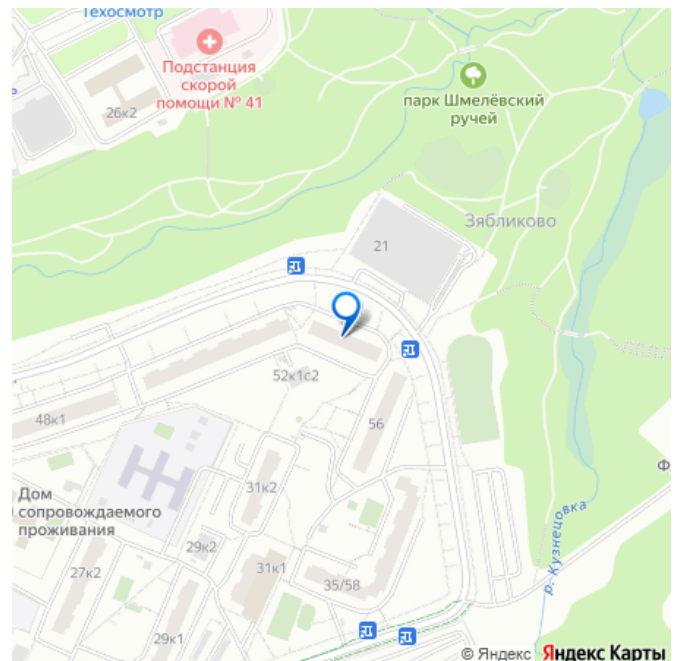 Техосмотр
Подстанция
скорой
помощи № 41
26к2
парк Шмелёвский
ручей
Зябликово
21
52к1с2
48к1
56
Дом
сопровождаемого
проживания
31к2
29к2
27к2
31к1
35/58
29к1
р. Кузнецовка
Ф
© Яндекс Яндекс Карты